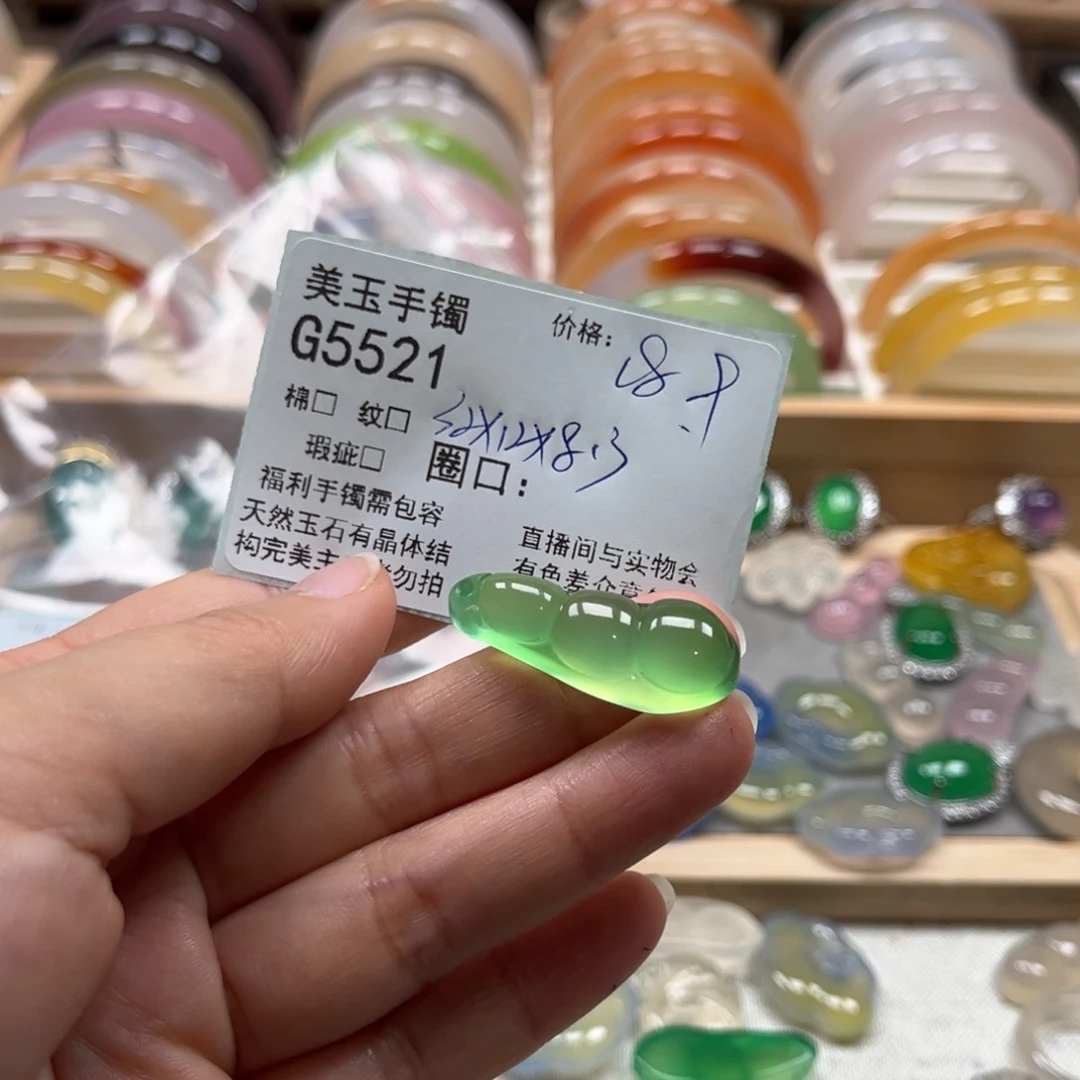 美玉手镯
价格：
G5521
棉□ 纹□
瑕疵□ 圈口：
福利手镯需包容
天然玉石有晶体结
构完美主 勿拍
直播间与实物会
有色差介意